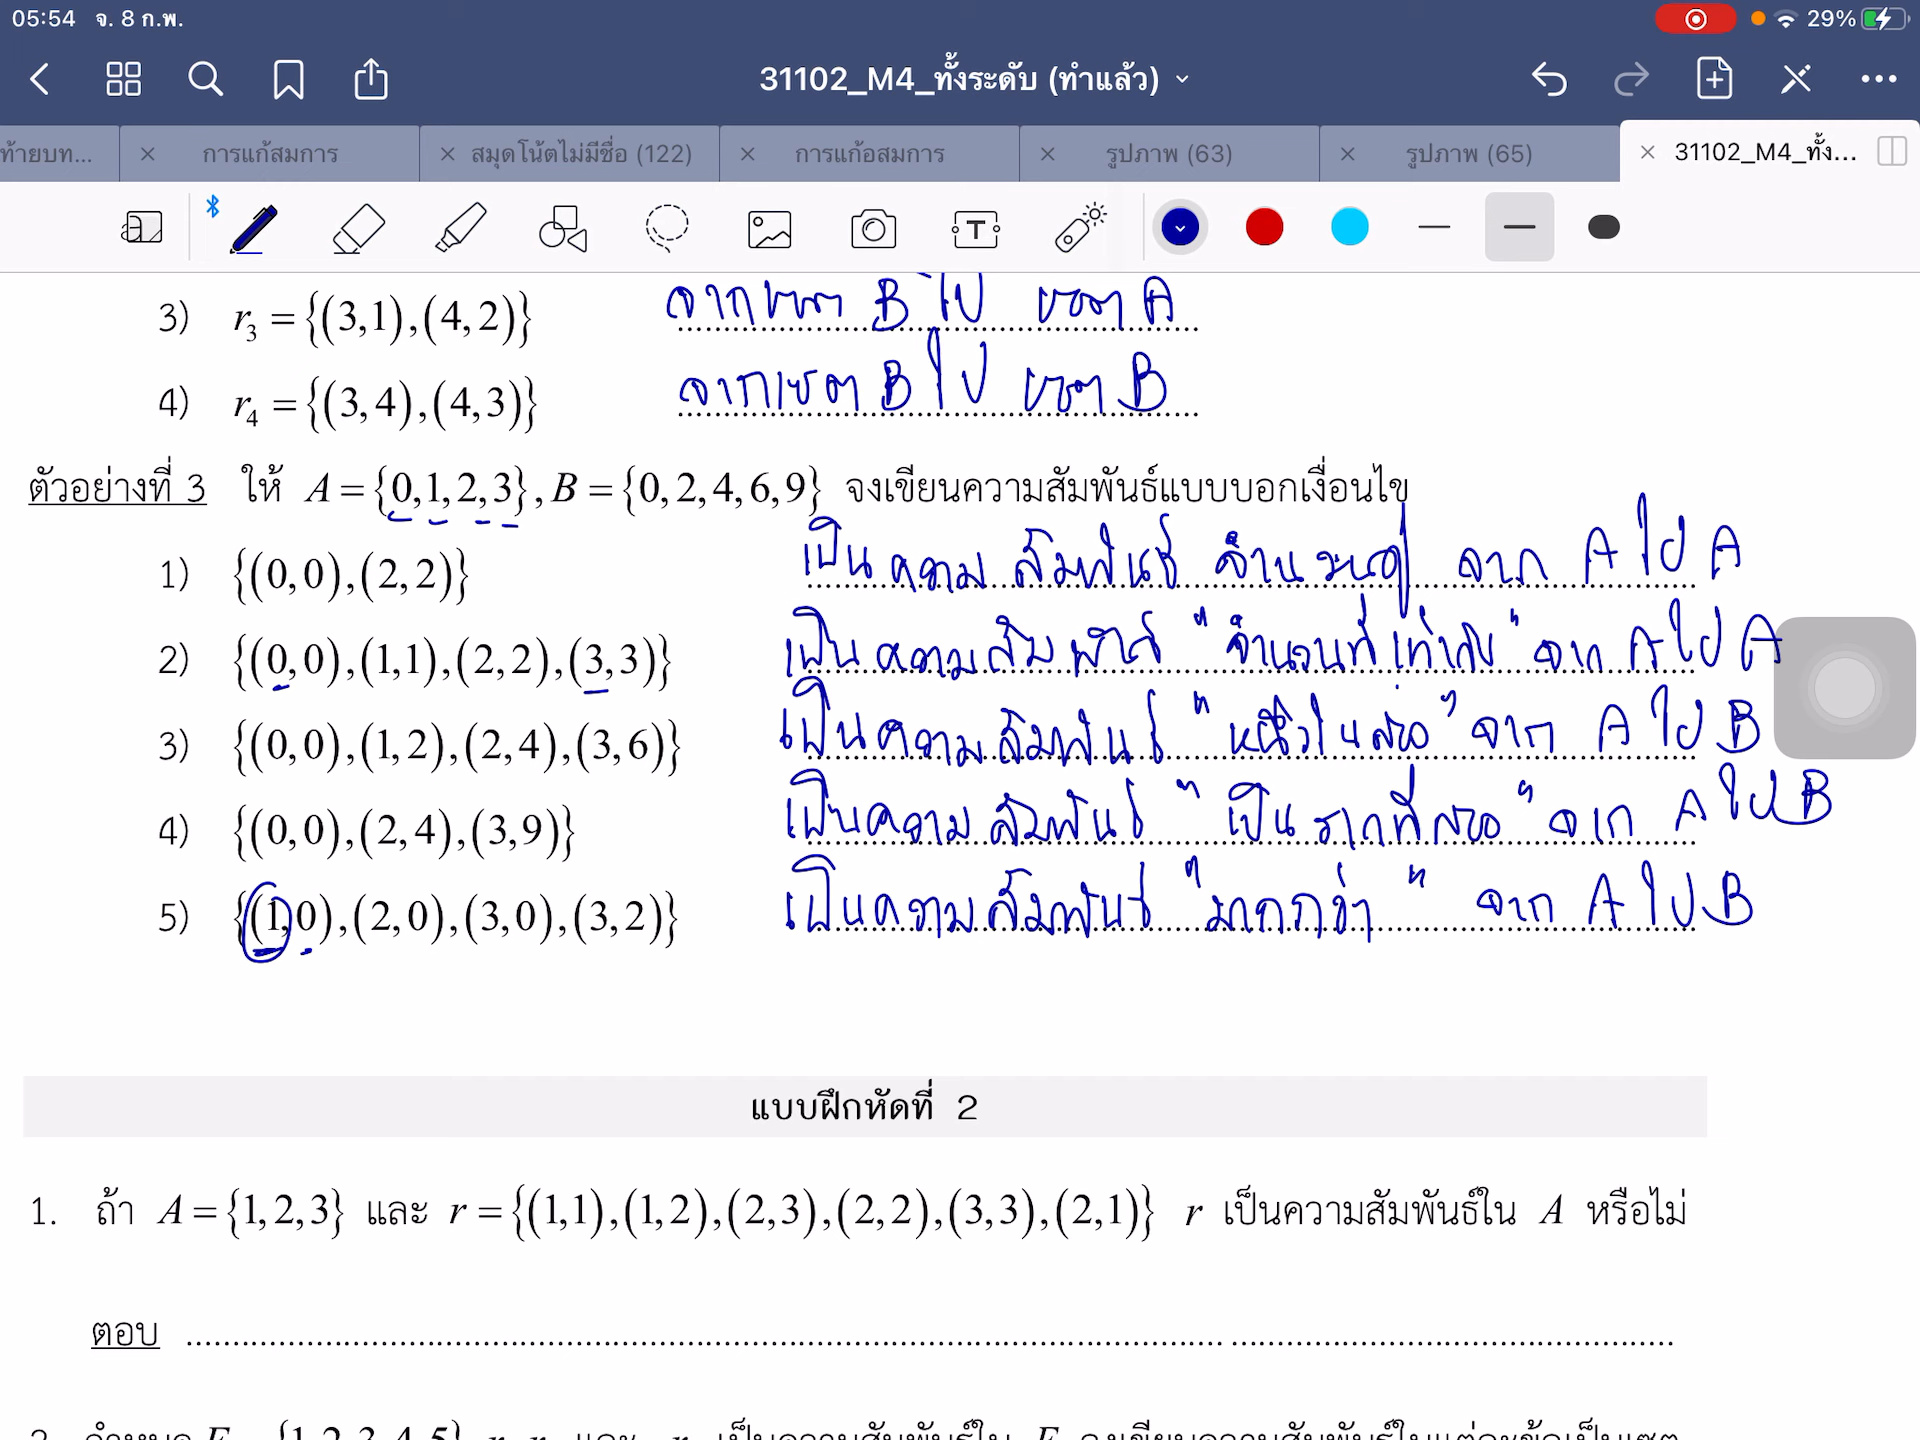 05:54 จ. 8 ก.พ. 29%
31102_M4_ทั้งระดับ (ทำแล้ว)
ท้ายบท... การแก้สมการ สมุดโน้ตไม่มีชื่อ (122) การแก้อสมการ รูปภาพ (63) รูปภาพ (65) 31102_M4_ทั้ง...
3) r₃ = {(3,1),(4,2)} จากเซต B ไป เซต A
4) r₄ = {(3,4),(4,3)} จากเซต B ไป เซต B
ตัวอย่างที่ 3 ให้ A = {0,1,2,3}, B = {0,2,4,6,9} จงเขียนความสัมพันธ์แบบบอกเงื่อนไข
1) {(0,0),(2,2)} เป็นความสัมพันธ์ จำนวนคู่ จาก A ไป A
2) {(0,0),(1,1),(2,2),(3,3)} เป็นความสัมพันธ์ "จำนวนที่เท่ากัน" จาก A ไป A
3) {(0,0),(1,2),(2,4),(3,6)} เป็นความสัมพันธ์ "หนึ่งในสอง" จาก A ไป B
4) {(0,0),(2,4),(3,9)} เป็นความสัมพันธ์ "เป็นรากที่สอง" จาก A ไป B
5) {(1,0),(2,0),(3,0),(3,2)} เป็นความสัมพันธ์ "มากกว่า" จาก A ไป B
แบบฝึกหัดที่ 2
1. ถ้า A = {1,2,3} และ r = {(1,1),(1,2),(2,3),(2,2),(3,3),(2,1)} r เป็นความสัมพันธ์ใน A หรือไม่
ตอบ